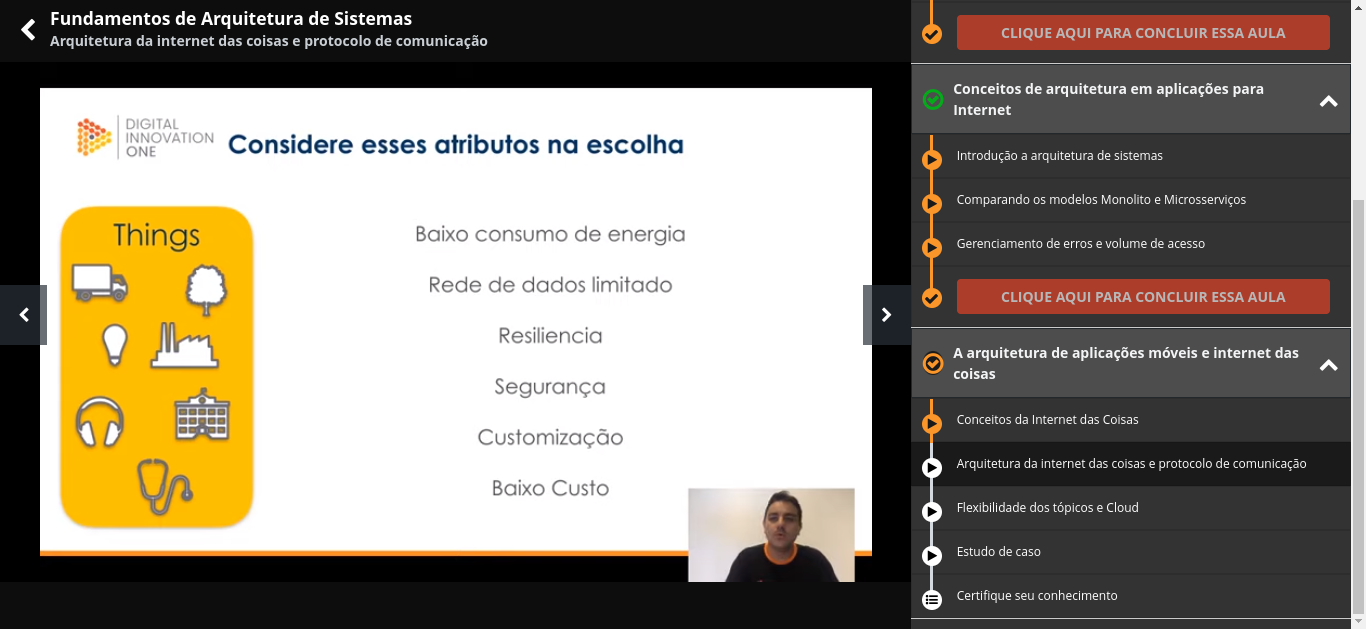 Fundamentos de Arquitetura de Sistemas
Arquitetura da internet das coisas e protocolo de comunicação
DIGITAL
INNOVATION
ONE
Considere esses atributos na escolha
Things
Baixo consumo de energia
Rede de dados limitado
Resiliencia
Segurança
Customização
Baixo Custo
CLIQUE AQUI PARA CONCLUIR ESSA AULA
Conceitos de arquitetura em aplicações para
Internet
Introdução a arquitetura de sistemas
Comparando os modelos Monolito e Microsserviços
Gerenciamento de erros e volume de acesso
CLIQUE AQUI PARA CONCLUIR ESSA AULA
A arquitetura de aplicações móveis e internet das
coisas
Conceitos da Internet das Coisas
Arquitetura da internet das coisas e protocolo de comunicação
Flexibilidade dos tópicos e Cloud
Estudo de caso
Certifique seu conhecimento